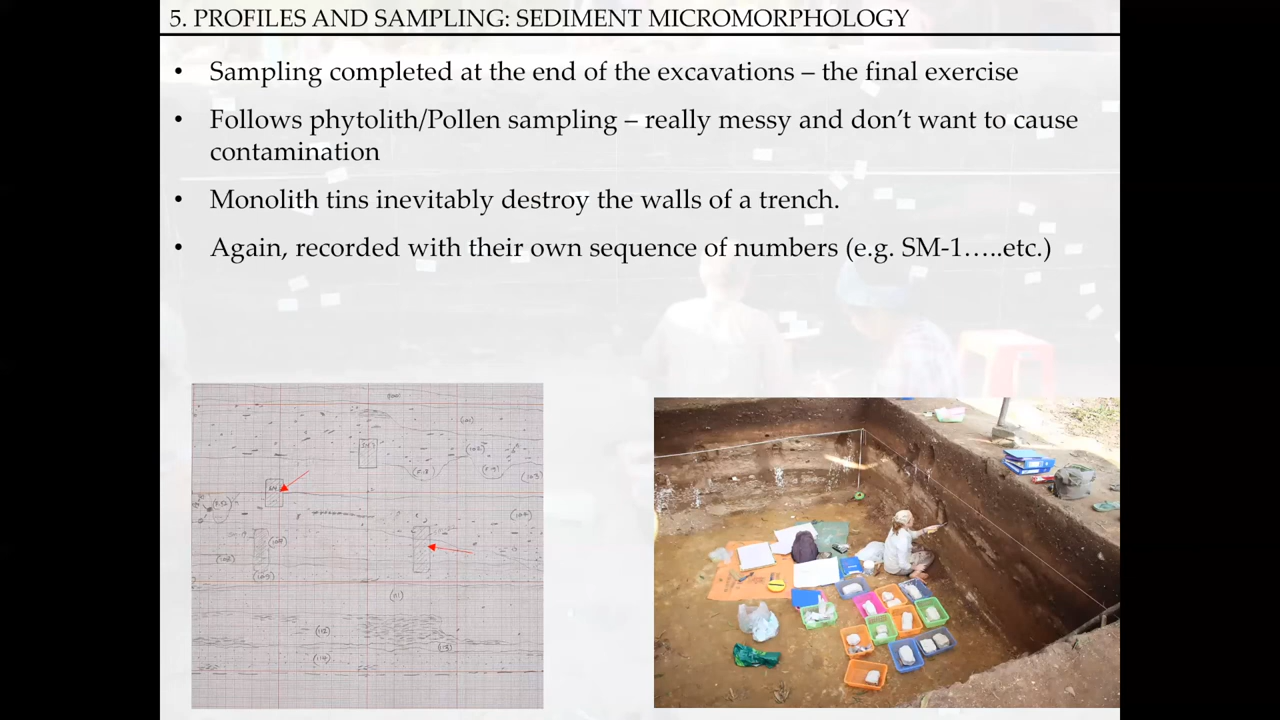 5. PROFILES AND SAMPLING: SEDIMENT MICROMORPHOLOGY
• Sampling completed at the end of the excavations – the final exercise
• Follows phytolith/Pollen sampling – really messy and don’t want to cause
contamination
• Monolith tins inevitably destroy the walls of a trench.
• Again, recorded with their own sequence of numbers (e.g. SM-1…..etc.)